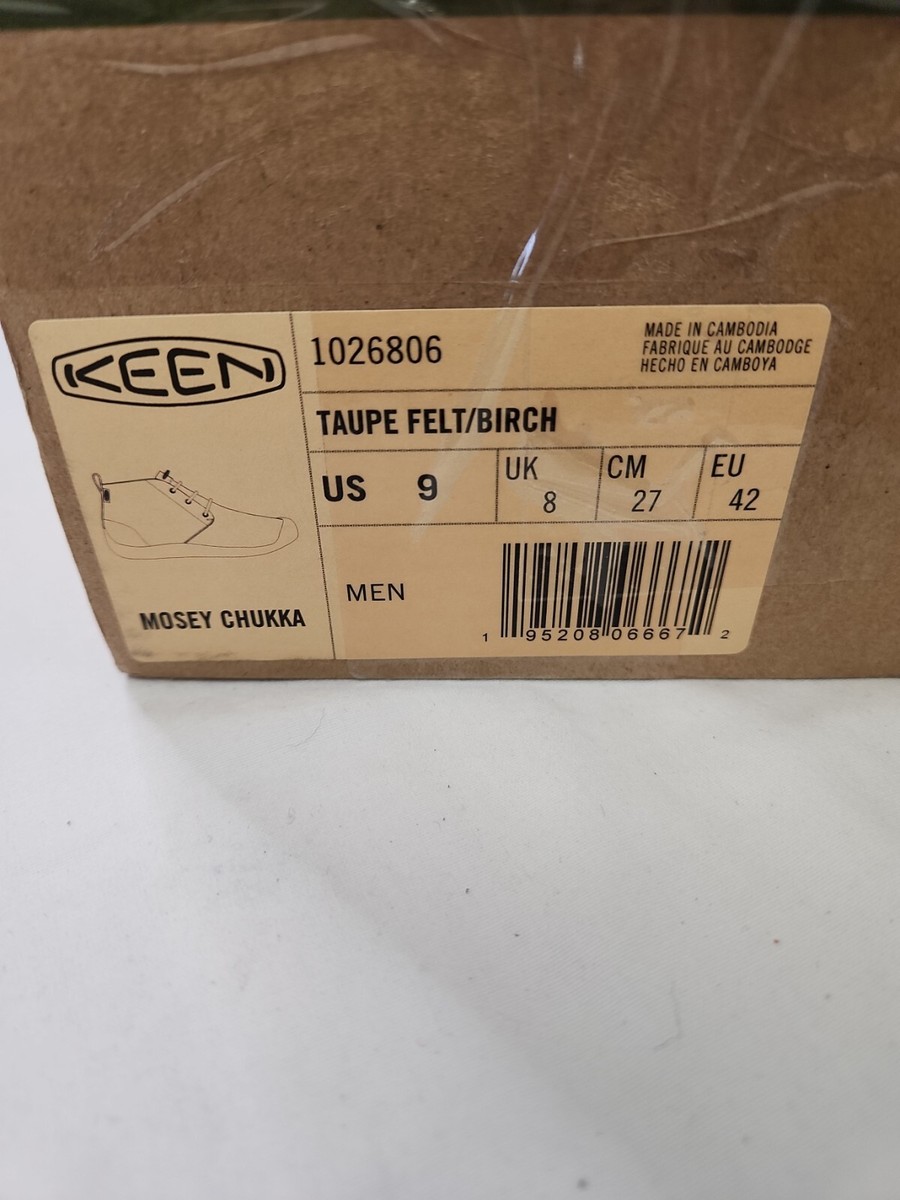 KEEN
1026806
MADE IN CAMBODIA
FABRIQUE AU CAMBODGE
HECHO EN CAMBOYA
TAUPE FELT/BIRCH
US 9
UK 8
CM 27
EU 42
MEN
MOSEY CHUKKA
1 95208 06667 2